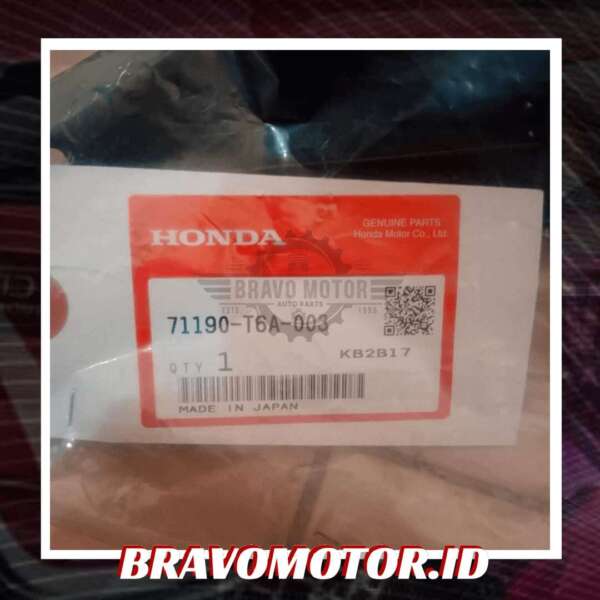 GENUINE PARTS
Honda Motor Co., Ltd.
HONDA
BRAVO MOTOR
AUTO PARTS
71190-T6A-003
QTY 1
KB2B17
MADE IN JAPAN
BRAVOMOTOR.ID